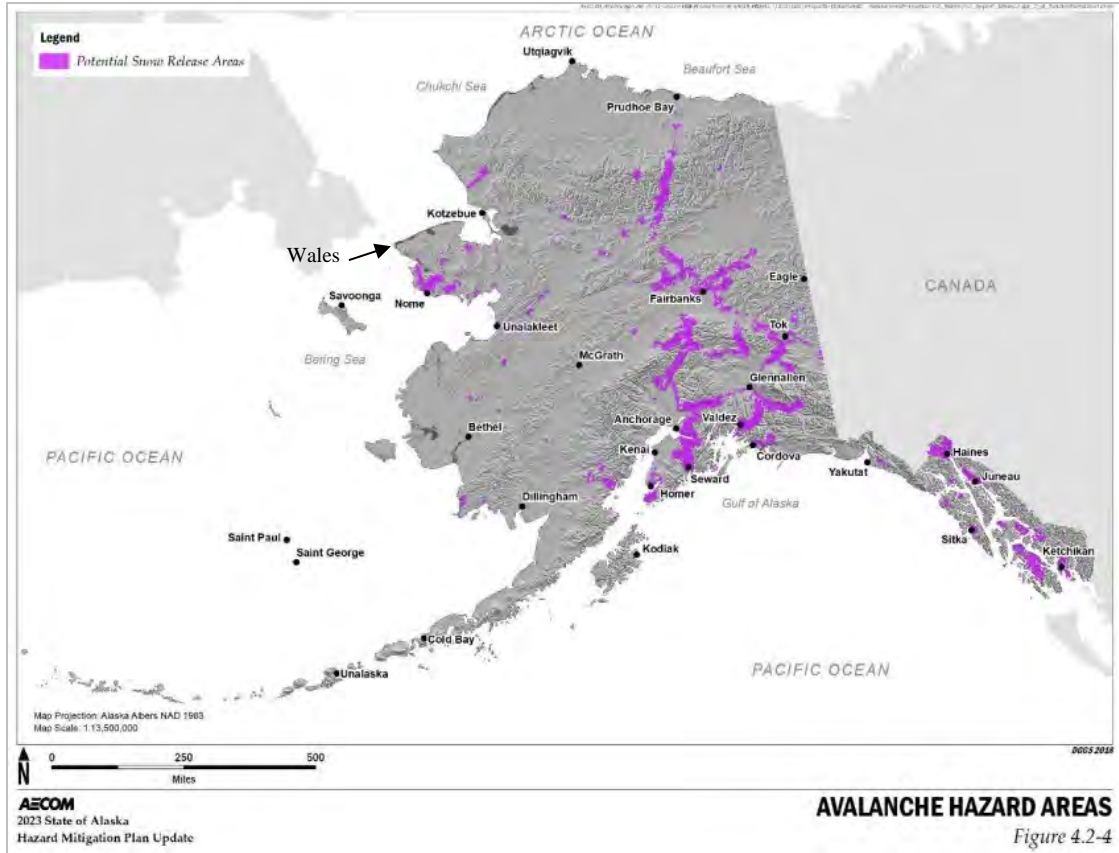 Legend
Potential Snow Release Areas
ARCTIC OCEAN
Utqiagvik
Beaufort Sea
Chukchi Sea
Prudhoe Bay
Kotzebue
Wales
Eagle
CANADA
Fairbanks
Savoonga
Nome
Unalakleet
Tok
Bering Sea
McGrath
Glennallen
Anchorage
Valdez
Bethel
PACIFIC OCEAN
Kenai
Cordova
Haines
Yakutat
Juneau
Seward
Homer
Gulf of Alaska
Dillingham
Sitka
Saint Paul
Kodiak
Saint George
Ketchikan
Cold Bay
PACIFIC OCEAN
Unalaska
Map Projection: Alaska Albers NAD 1983
Map Scale: 1:13,500,000
DGGS 2018
N
0 250 500
Miles
AECOM
2023 State of Alaska
Hazard Mitigation Plan Update
AVALANCHE HAZARD AREAS
Figure 4.2-4